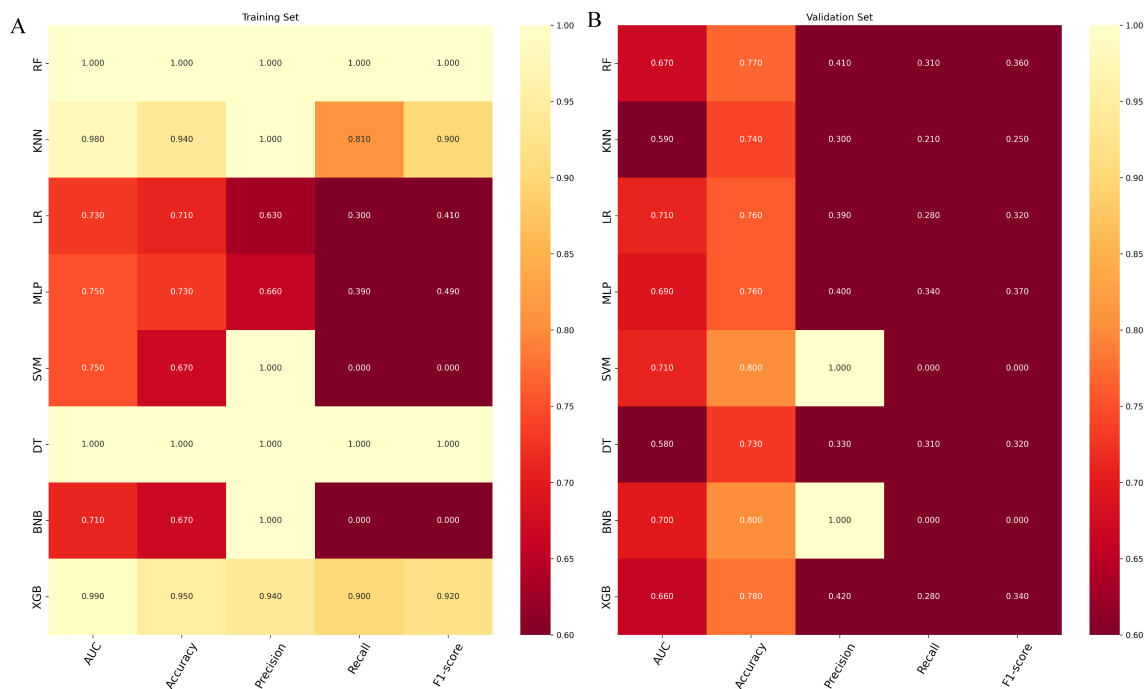 A
Training Set
RF 1.000 1.000 1.000 1.000 1.000
KNN 0.980 0.940 1.000 0.810 0.900
LR 0.730 0.710 0.630 0.300 0.410
MLP 0.750 0.730 0.660 0.390 0.490
SVM 0.750 0.670 1.000 0.000 0.000
DT 1.000 1.000 1.000 1.000 1.000
BNB 0.710 0.670 1.000 0.000 0.000
XGB 0.990 0.950 0.940 0.900 0.920
AUC Accuracy Precision Recall F1-score
1.00
0.95
0.90
0.85
0.80
0.75
0.70
0.65
0.60
B
Validation Set
RF 0.670 0.770 0.410 0.310 0.360
KNN 0.590 0.740 0.300 0.210 0.250
LR 0.710 0.760 0.390 0.280 0.320
MLP 0.690 0.760 0.400 0.340 0.370
SVM 0.710 0.800 1.000 0.000 0.000
DT 0.580 0.730 0.330 0.310 0.320
BNB 0.700 0.800 1.000 0.000 0.000
XGB 0.660 0.780 0.420 0.280 0.340
AUC Accuracy Precision Recall F1-score
1.00
0.95
0.90
0.85
0.80
0.75
0.70
0.65
0.60